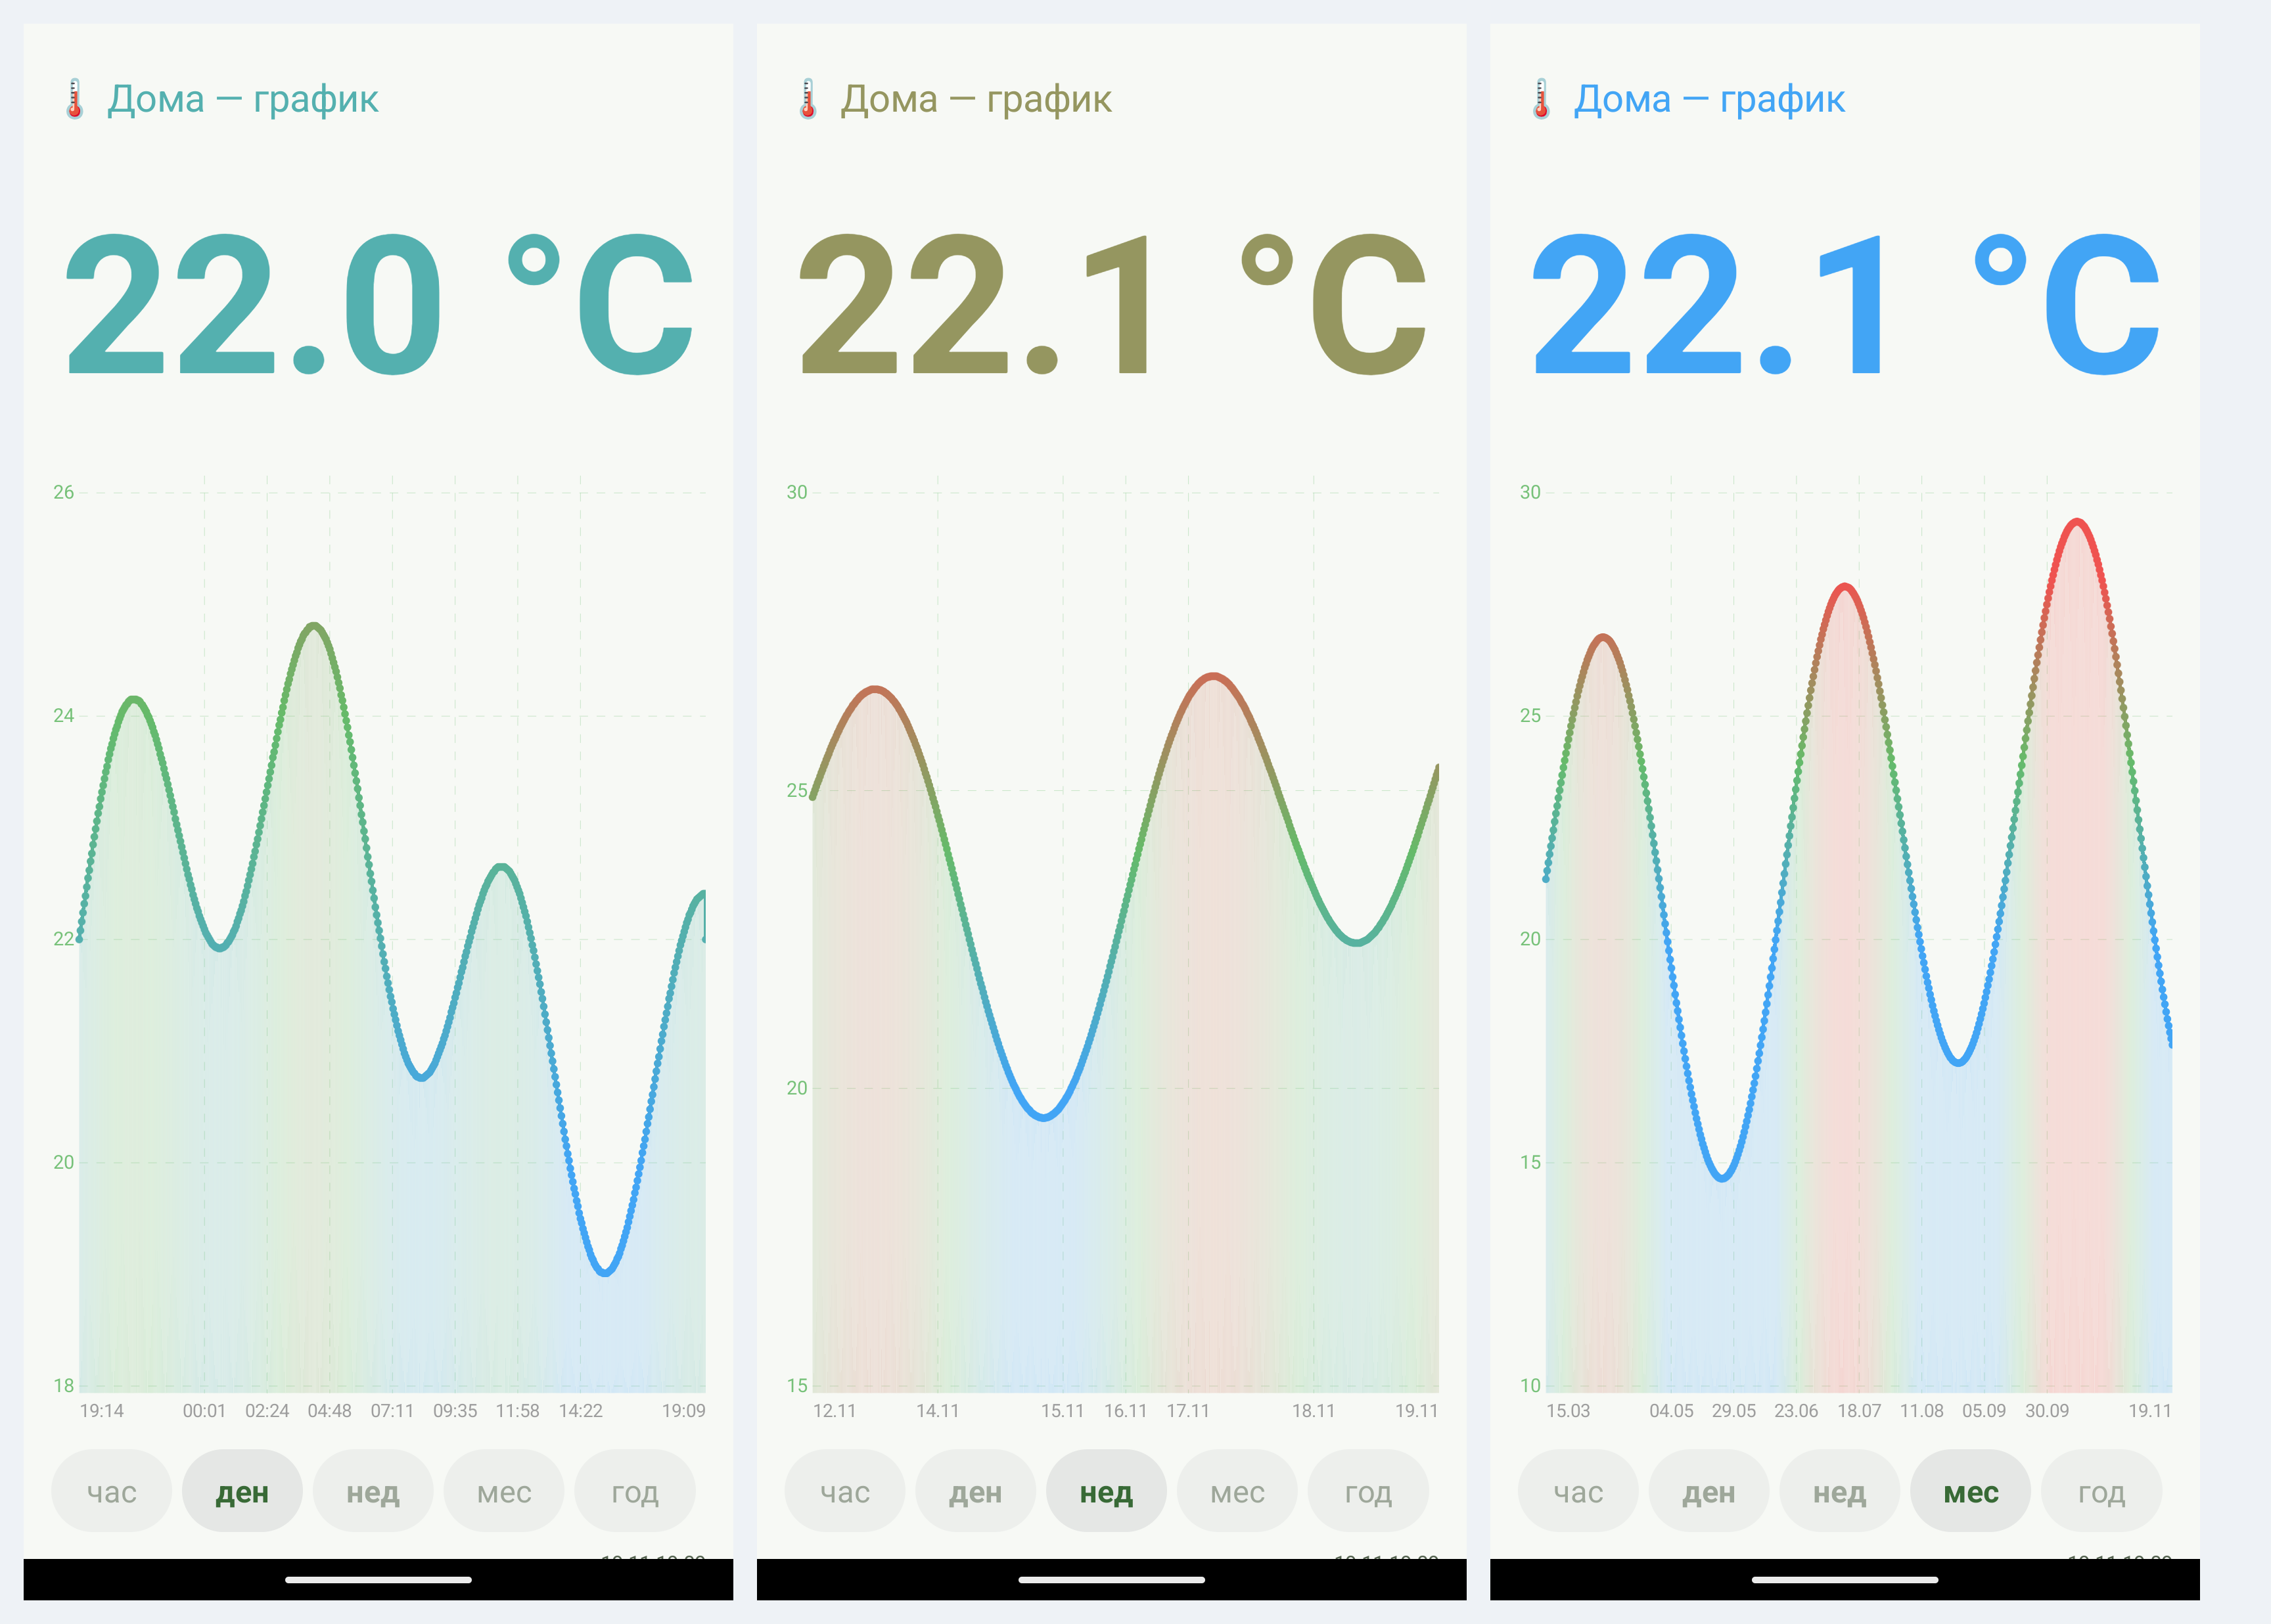 🌡️ Дома — график
22.0 °C
26
24
22
20
18
19:14 00:01 02:24 04:48 07:11 09:35 11:58 14:22 19:09
час ден нед мес год
🌡️ Дома — график
22.1 °C
30
25
20
15
12.11 14.11 15.11 16.11 17.11 18.11 19.11
час ден нед мес год
🌡️ Дома — график
22.1 °C
30
25
20
15
10
15.03 04.05 29.05 23.06 18.07 11.08 05.09 30.09 19.11
час ден нед мес год